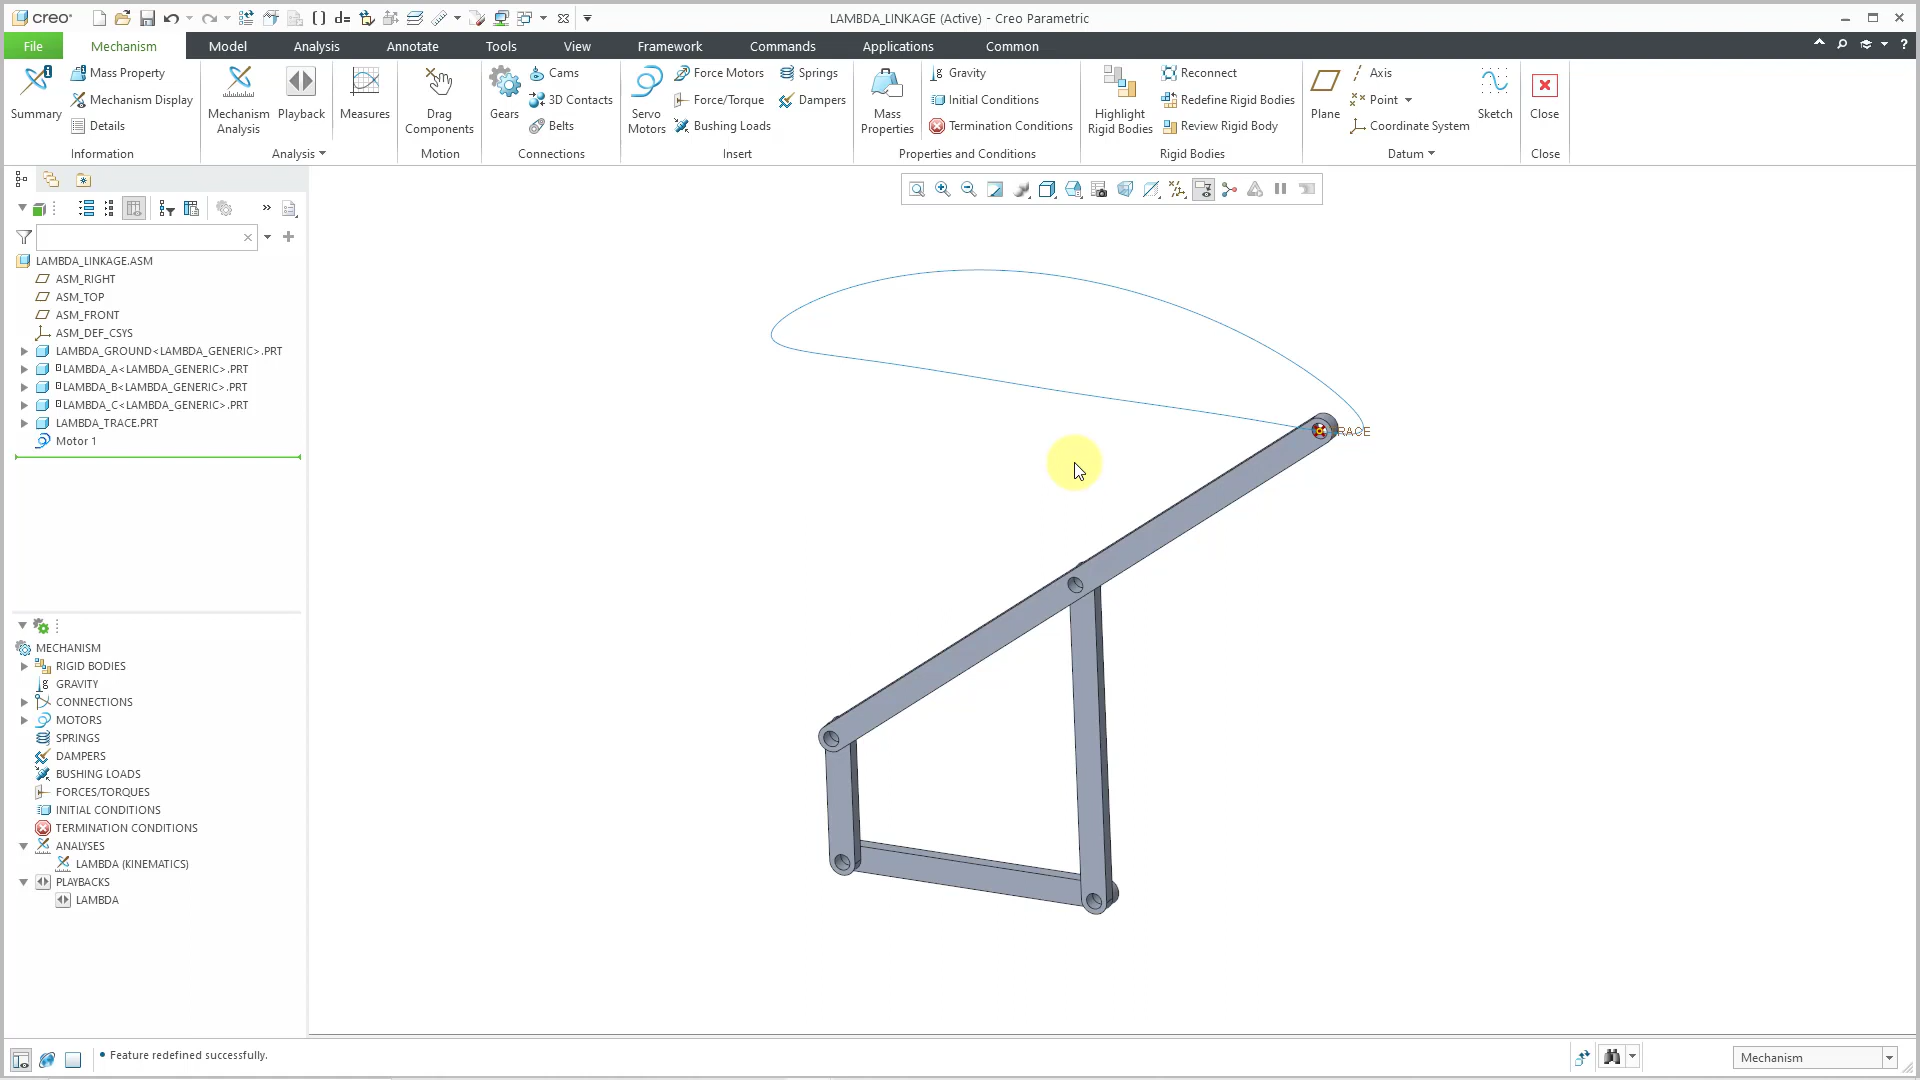 creo®
LAMBDA_LINKAGE (Active) - Creo Parametric
File
Mechanism
Model
Analysis
Annotate
Tools
View
Framework
Commands
Applications
Common
Summary
Mass Property
Mechanism Display
Details
Information
Mechanism
Analysis
Playback
Analysis
Measures
Drag
Components
Motion
Gears
Cams
3D Contacts
Belts
Connections
Servo
Motors
Force Motors
Force/Torque
Bushing Loads
Springs
Dampers
Insert
Mass
Properties
Gravity
Initial Conditions
Termination Conditions
Properties and Conditions
Highlight
Rigid Bodies
Reconnect
Redefine Rigid Bodies
Review Rigid Body
Rigid Bodies
Plane
Axis
Point
Coordinate System
Sketch
Datum
Close
Close
LAMBDA_LINKAGE.ASM
ASM_RIGHT
ASM_TOP
ASM_FRONT
ASM_DEF_CSYS
LAMBDA_GROUND<LAMBDA_GENERIC>.PRT
LAMBDA_A<LAMBDA_GENERIC>.PRT
LAMBDA_B<LAMBDA_GENERIC>.PRT
LAMBDA_C<LAMBDA_GENERIC>.PRT
LAMBDA_TRACE.PRT
Motor 1
MECHANISM
RIGID BODIES
GRAVITY
CONNECTIONS
MOTORS
SPRINGS
DAMPERS
BUSHING LOADS
FORCES/TORQUES
INITIAL CONDITIONS
TERMINATION CONDITIONS
ANALYSES
LAMBDA (KINEMATICS)
PLAYBACKS
LAMBDA
RACE
• Feature redefined successfully.
Mechanism